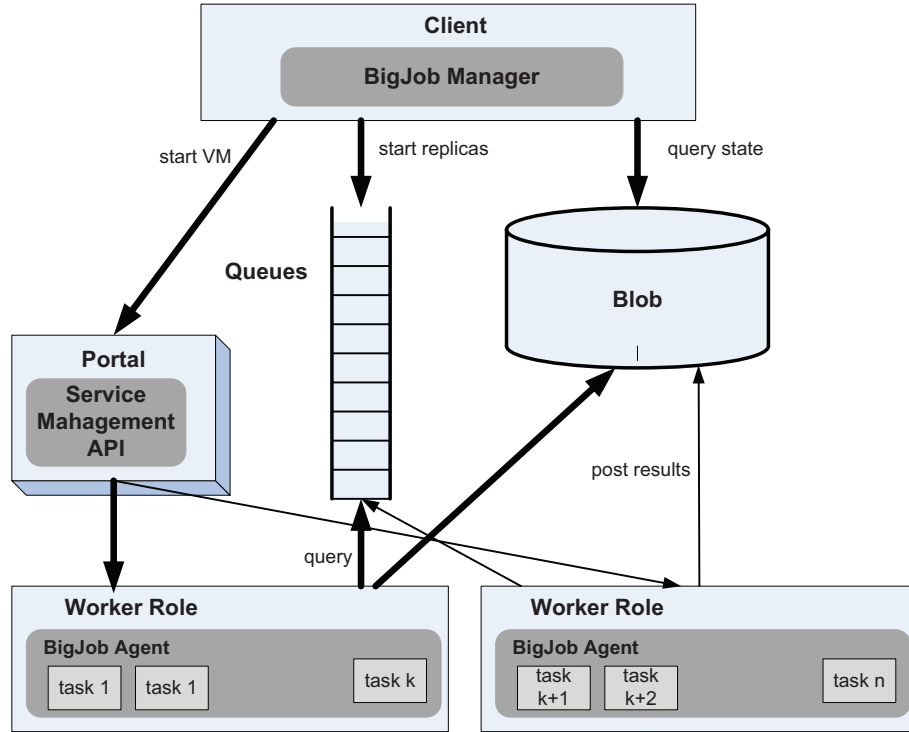 Client
BigJob Manager
start VM
start replicas
query state
Queues
Blob
Portal
Service
Mahagement
API
post results
query
Worker Role
BigJob Agent
task 1
task 1
task k
Worker Role
BigJob Agent
task
k+1
task
k+2
task n